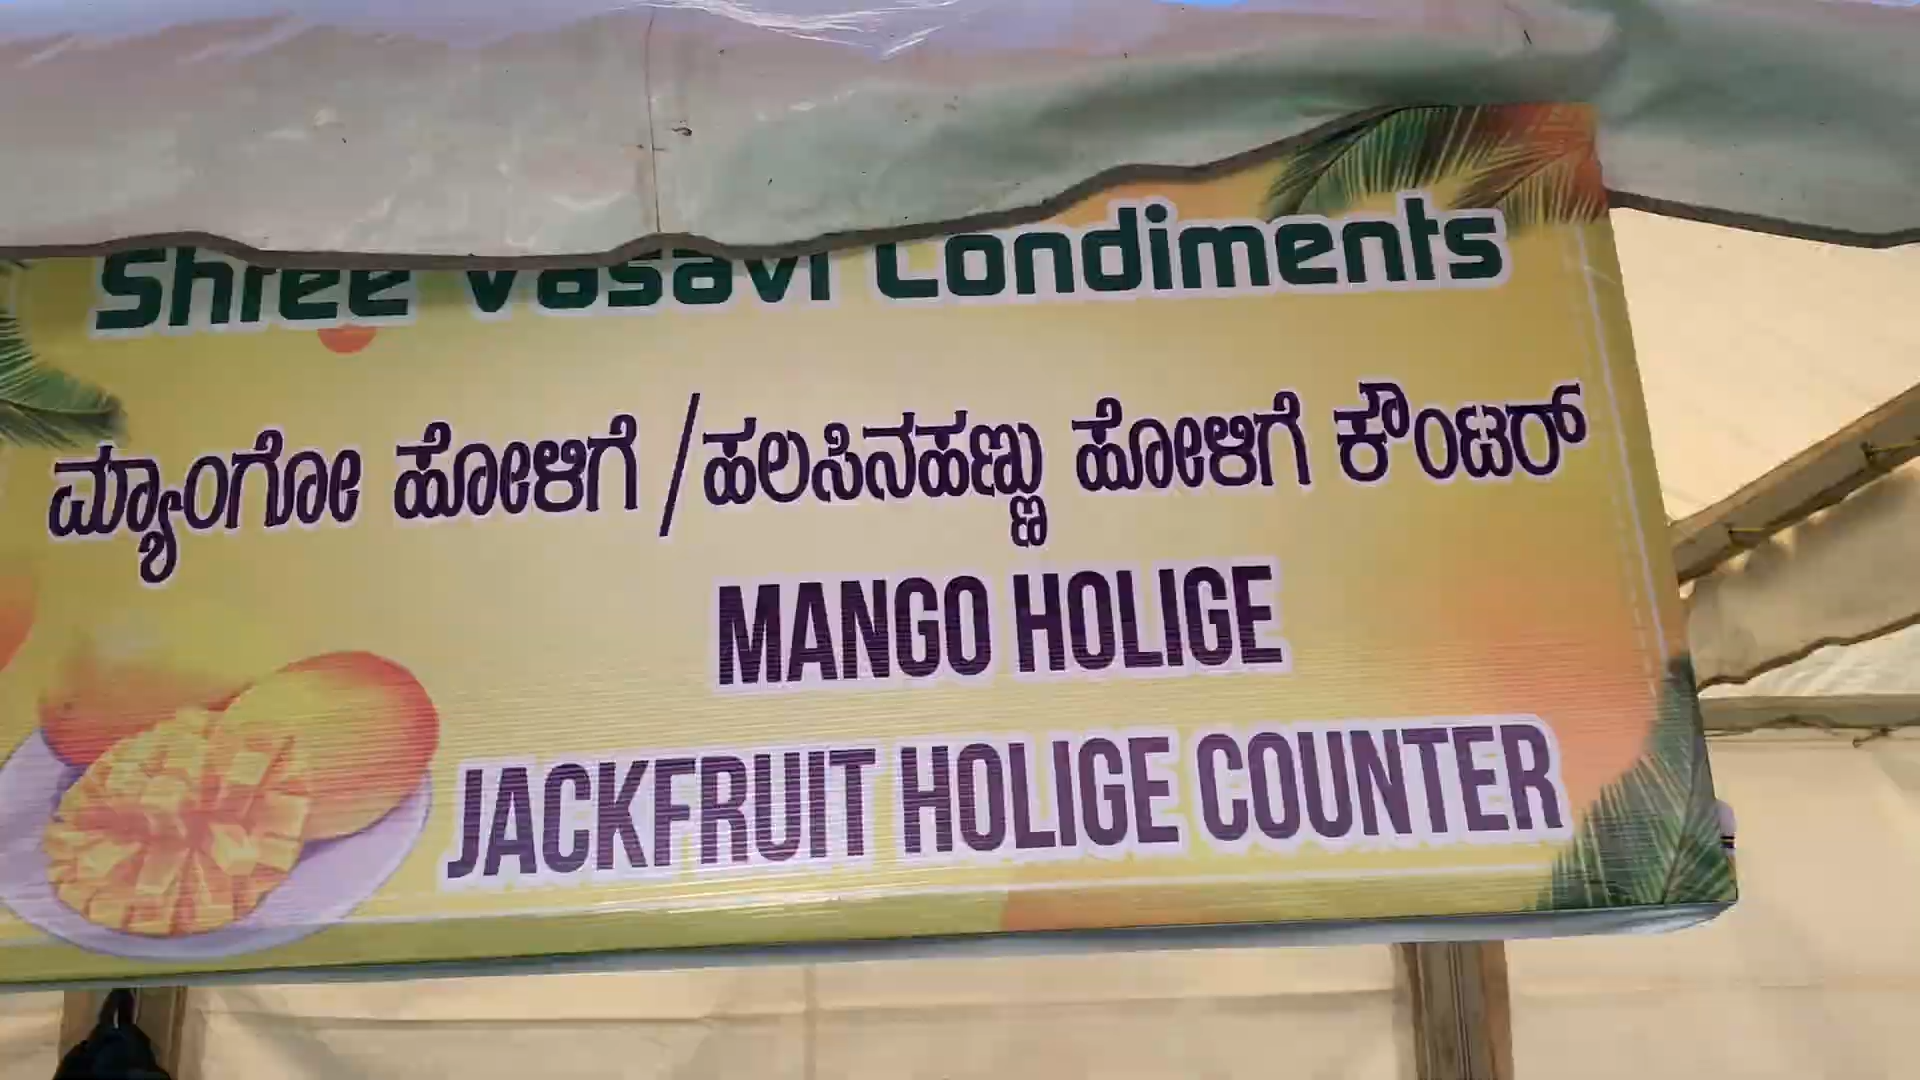 Shree Vasavi Condiments
ಮ್ಯಾಂಗೋ ಹೋಳಿಗೆ / ಹಲಸಿನಹಣ್ಣು ಹೋಳಿಗೆ ಕೌಂಟರ್
MANGO HOLIGE
JACKFRUIT HOLIGE COUNTER